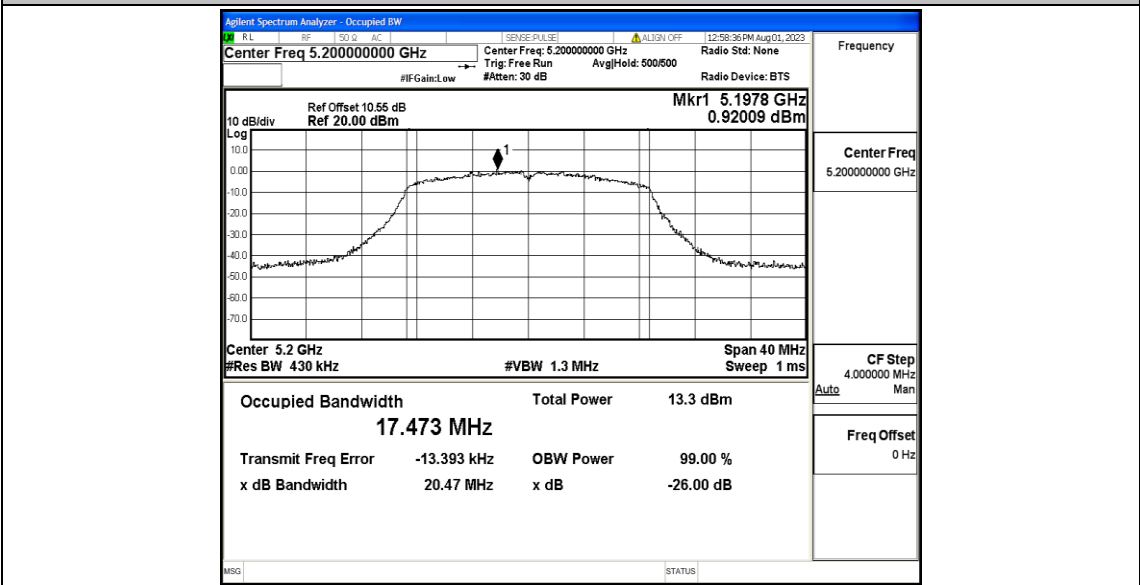 Agilent Spectrum Analyzer - Occupied BW
RL RF 50 Ω AC SENSE:PULSE ALIGN OFF 12:58:36 PM Aug 01, 2023
Center Freq 5.200000000 GHz
Center Freq: 5.200000000 GHz
Radio Std: None
Trig: Free Run
Avg|Hold: 500/500
#IFGain:Low
#Atten: 30 dB
Radio Device: BTS
Frequency
Ref Offset 10.55 dB
Mkr1 5.1978 GHz
10 dB/div
Ref 20.00 dBm
0.92009 dBm
Log
10.0
1
0.00
-10.0
-20.0
-30.0
-40.0
-50.0
-60.0
-70.0
Center 5.2 GHz
Span 40 MHz
#Res BW 430 kHz
#VBW 1.3 MHz
Sweep 1 ms
Center Freq
5.200000000 GHz
CF Step
4.000000 MHz
Auto Man
Freq Offset
0 Hz
Occupied Bandwidth
Total Power 13.3 dBm
17.473 MHz
Transmit Freq Error -13.393 kHz OBW Power 99.00 %
x dB Bandwidth 20.47 MHz x dB -26.00 dB
MSG
STATUS